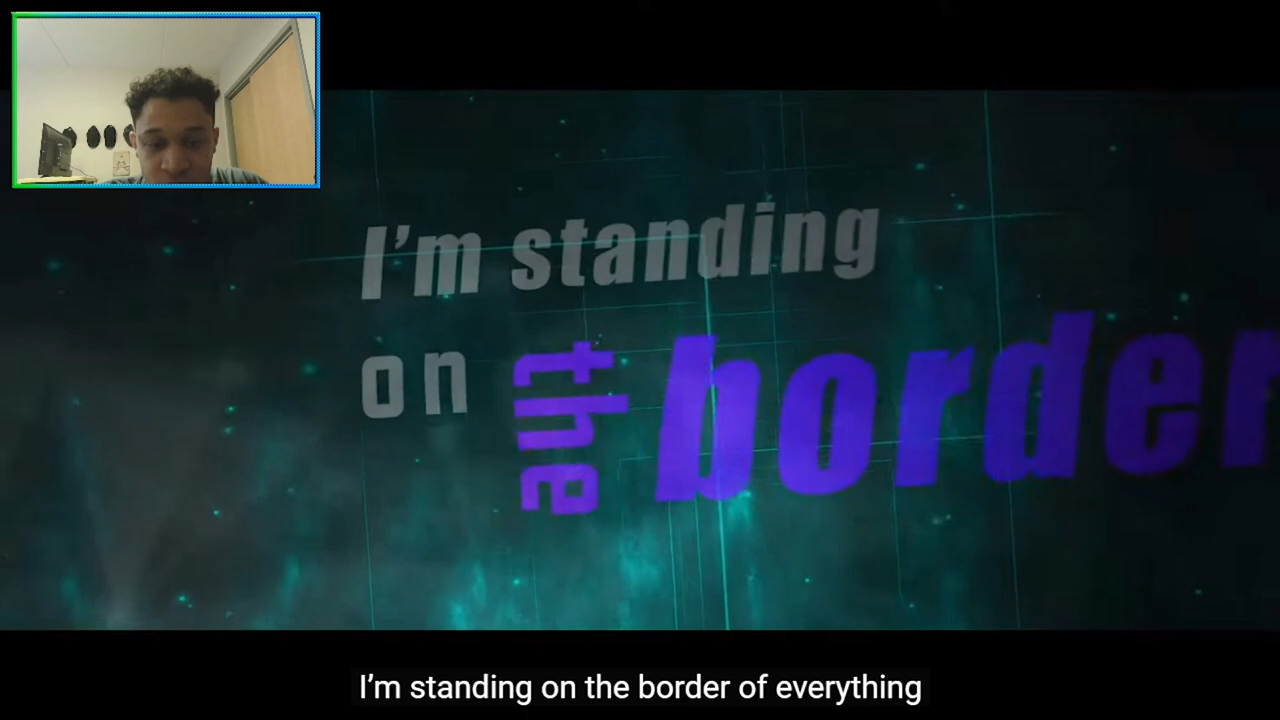 I'm standing
on the border
I'm standing on the border of everything